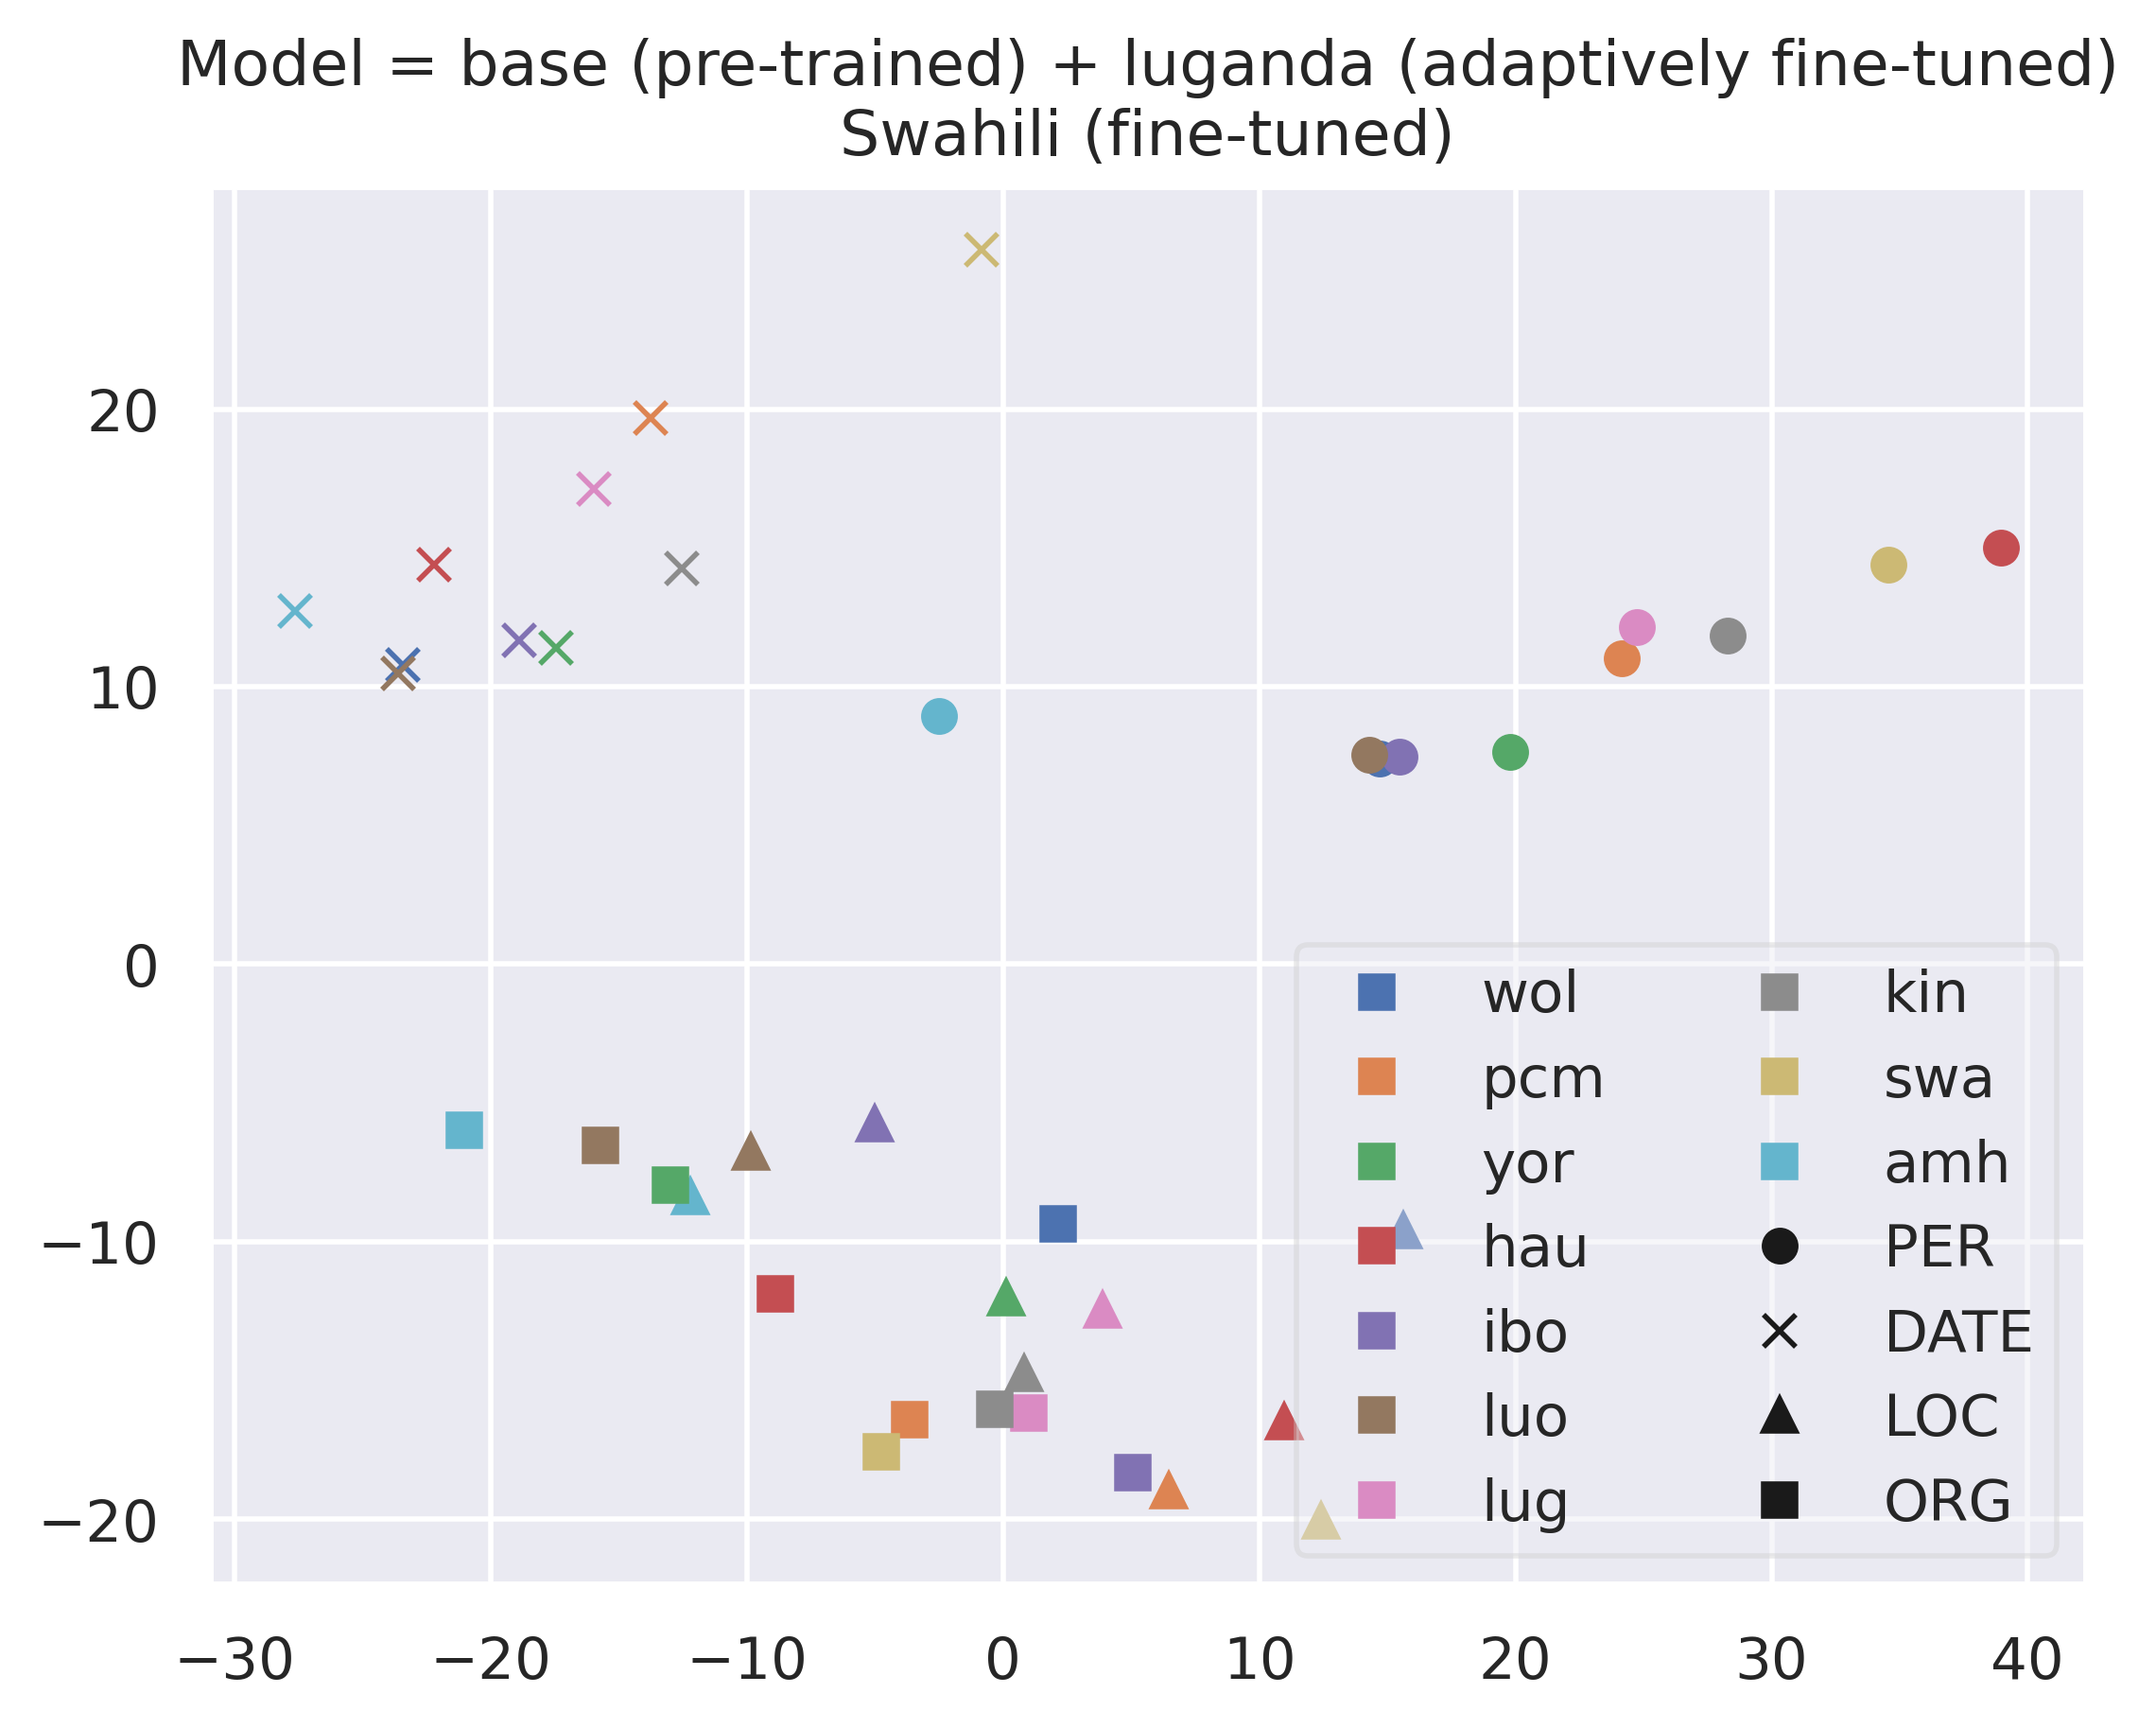 Model = base (pre-trained) + luganda (adaptively fine-tuned)
Swahili (fine-tuned)
20
10
0
−10
−20
−30
−20
−10
0
10
20
30
40
wol
pcm
yor
hau
ibo
luo
lug
kin
swa
amh
PER
DATE
LOC
ORG